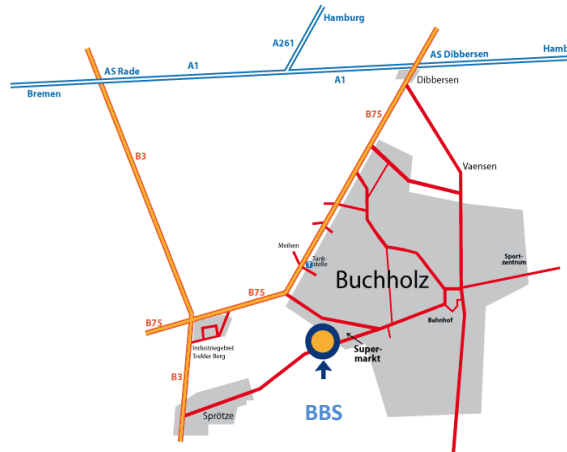 Hamburg
A261
AS Dibbersen
Hamb
A1
AS Rade
A1
Dibbersen
Bremen
B75
B3
Vaensen
Meilsen
Tank-
stelle
Sport-
zentrum
Buchholz
B75
B75
Bahnhof
Industriegebiet
Trelder Berg
Super-
markt
B3
BBS
Sprötze